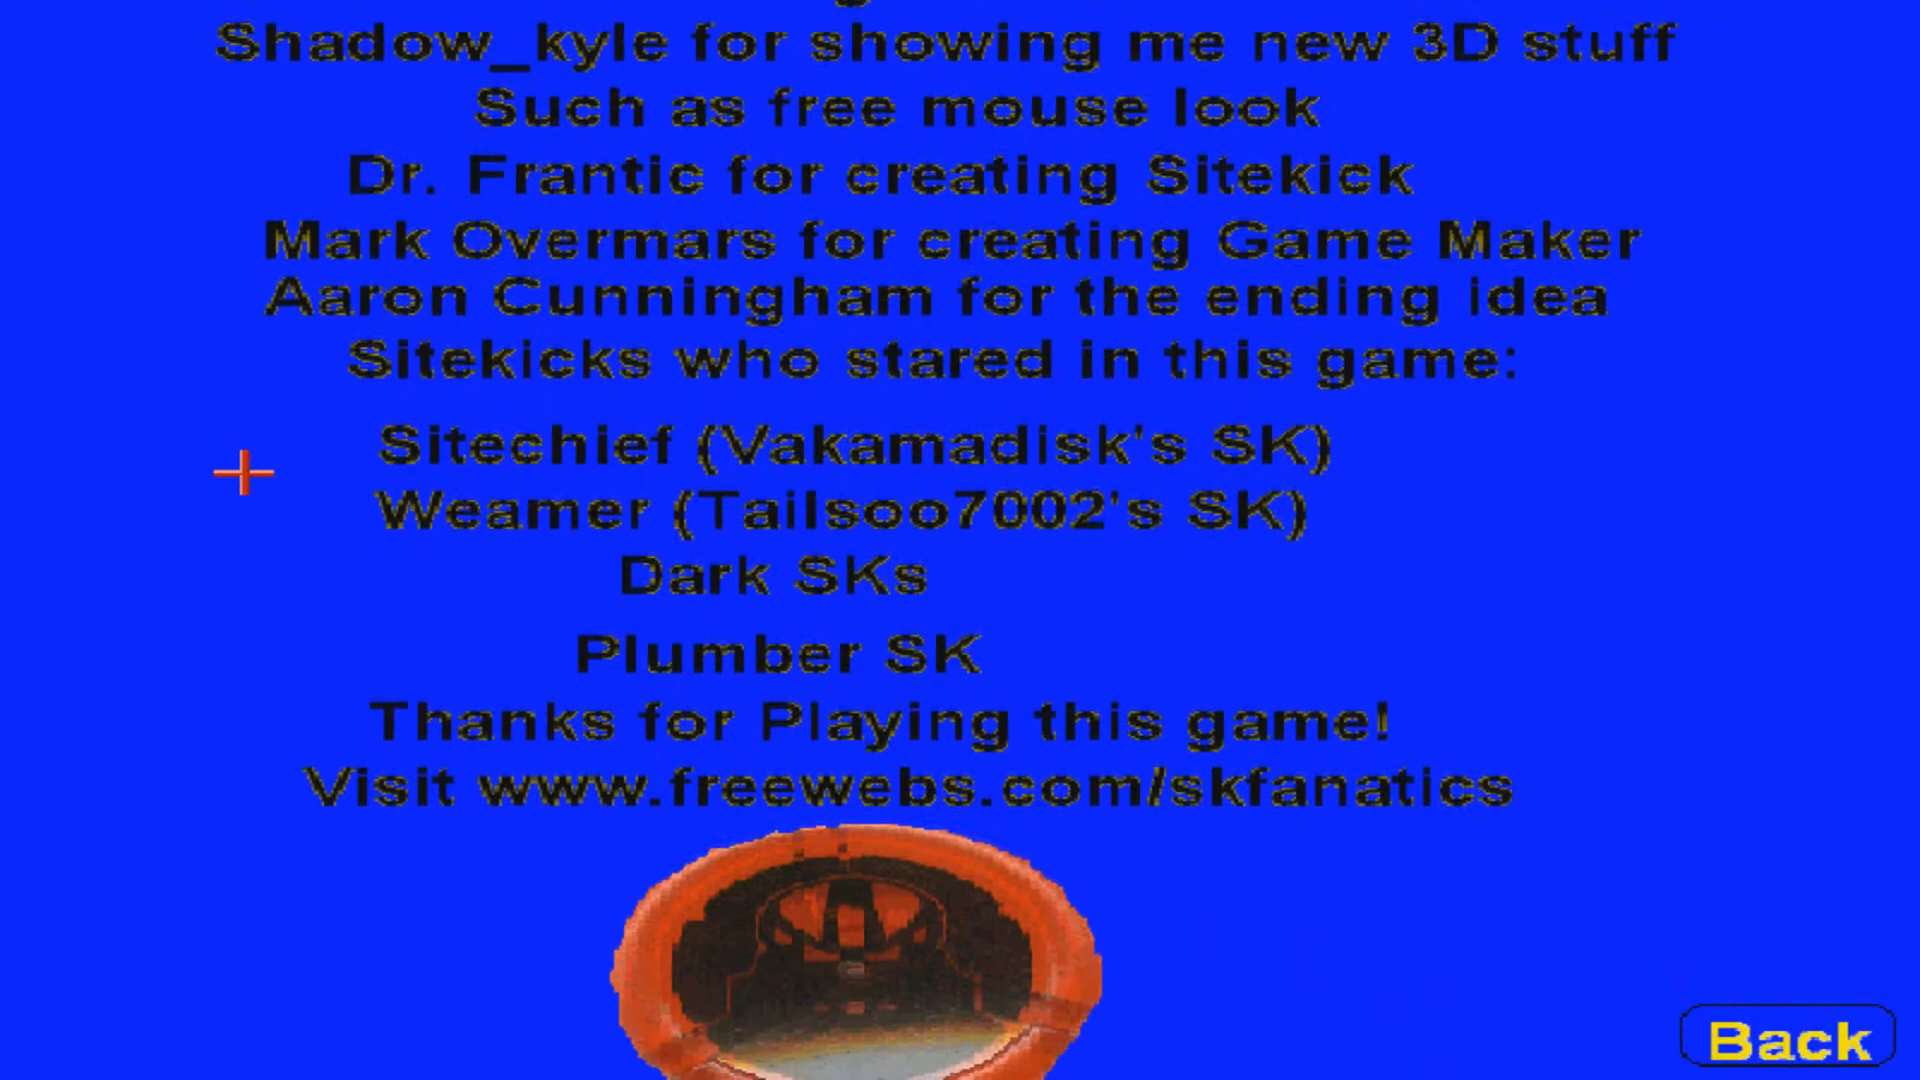 Shadow_kyle for showing me new 3D stuff
Such as free mouse look
Dr. Frantic for creating Sitekick
Mark Overmars for creating Game Maker
Aaron Cunningham for the ending idea
Sitekicks who stared in this game:
Sitechief (Vakamadisk's SK)
Weamer (Tailsoo7002's SK)
Dark SKs
Plumber SK
Thanks for Playing this game!
Visit www.freewebs.com/skfanatics
Back